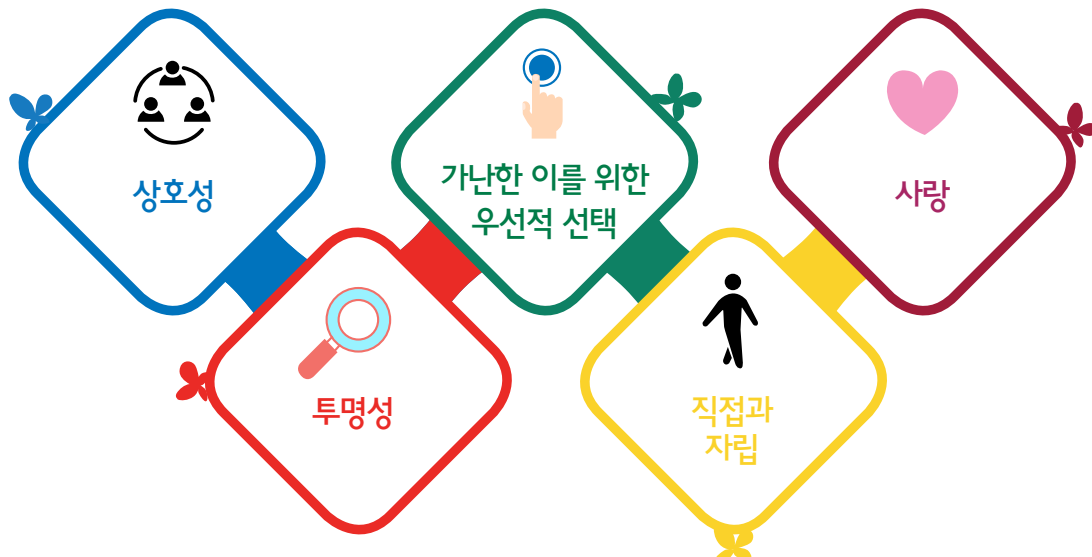 상호성
투명성
가난한 이를 위한
우선적 선택
직접과
자립
사랑